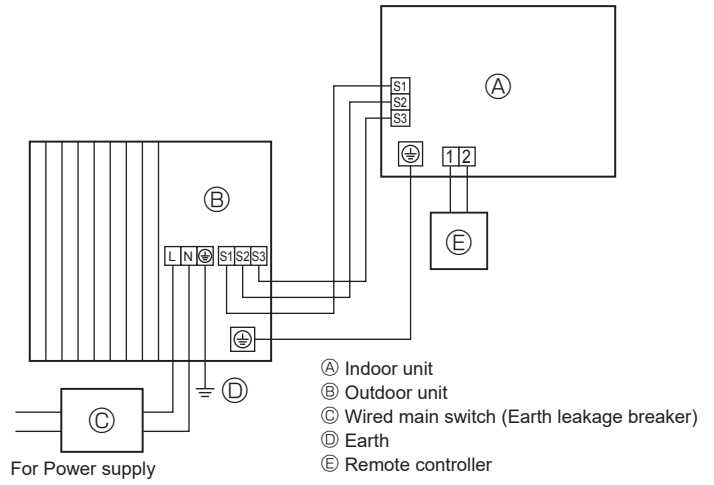 S1
S2
S3
Ⓐ
1 2
Ⓑ
Ⓔ
L N S1 S2 S3
Ⓓ
Ⓒ
For Power supply
Ⓐ Indoor unit
Ⓑ Outdoor unit
Ⓒ Wired main switch (Earth leakage breaker)
Ⓓ Earth
Ⓔ Remote controller